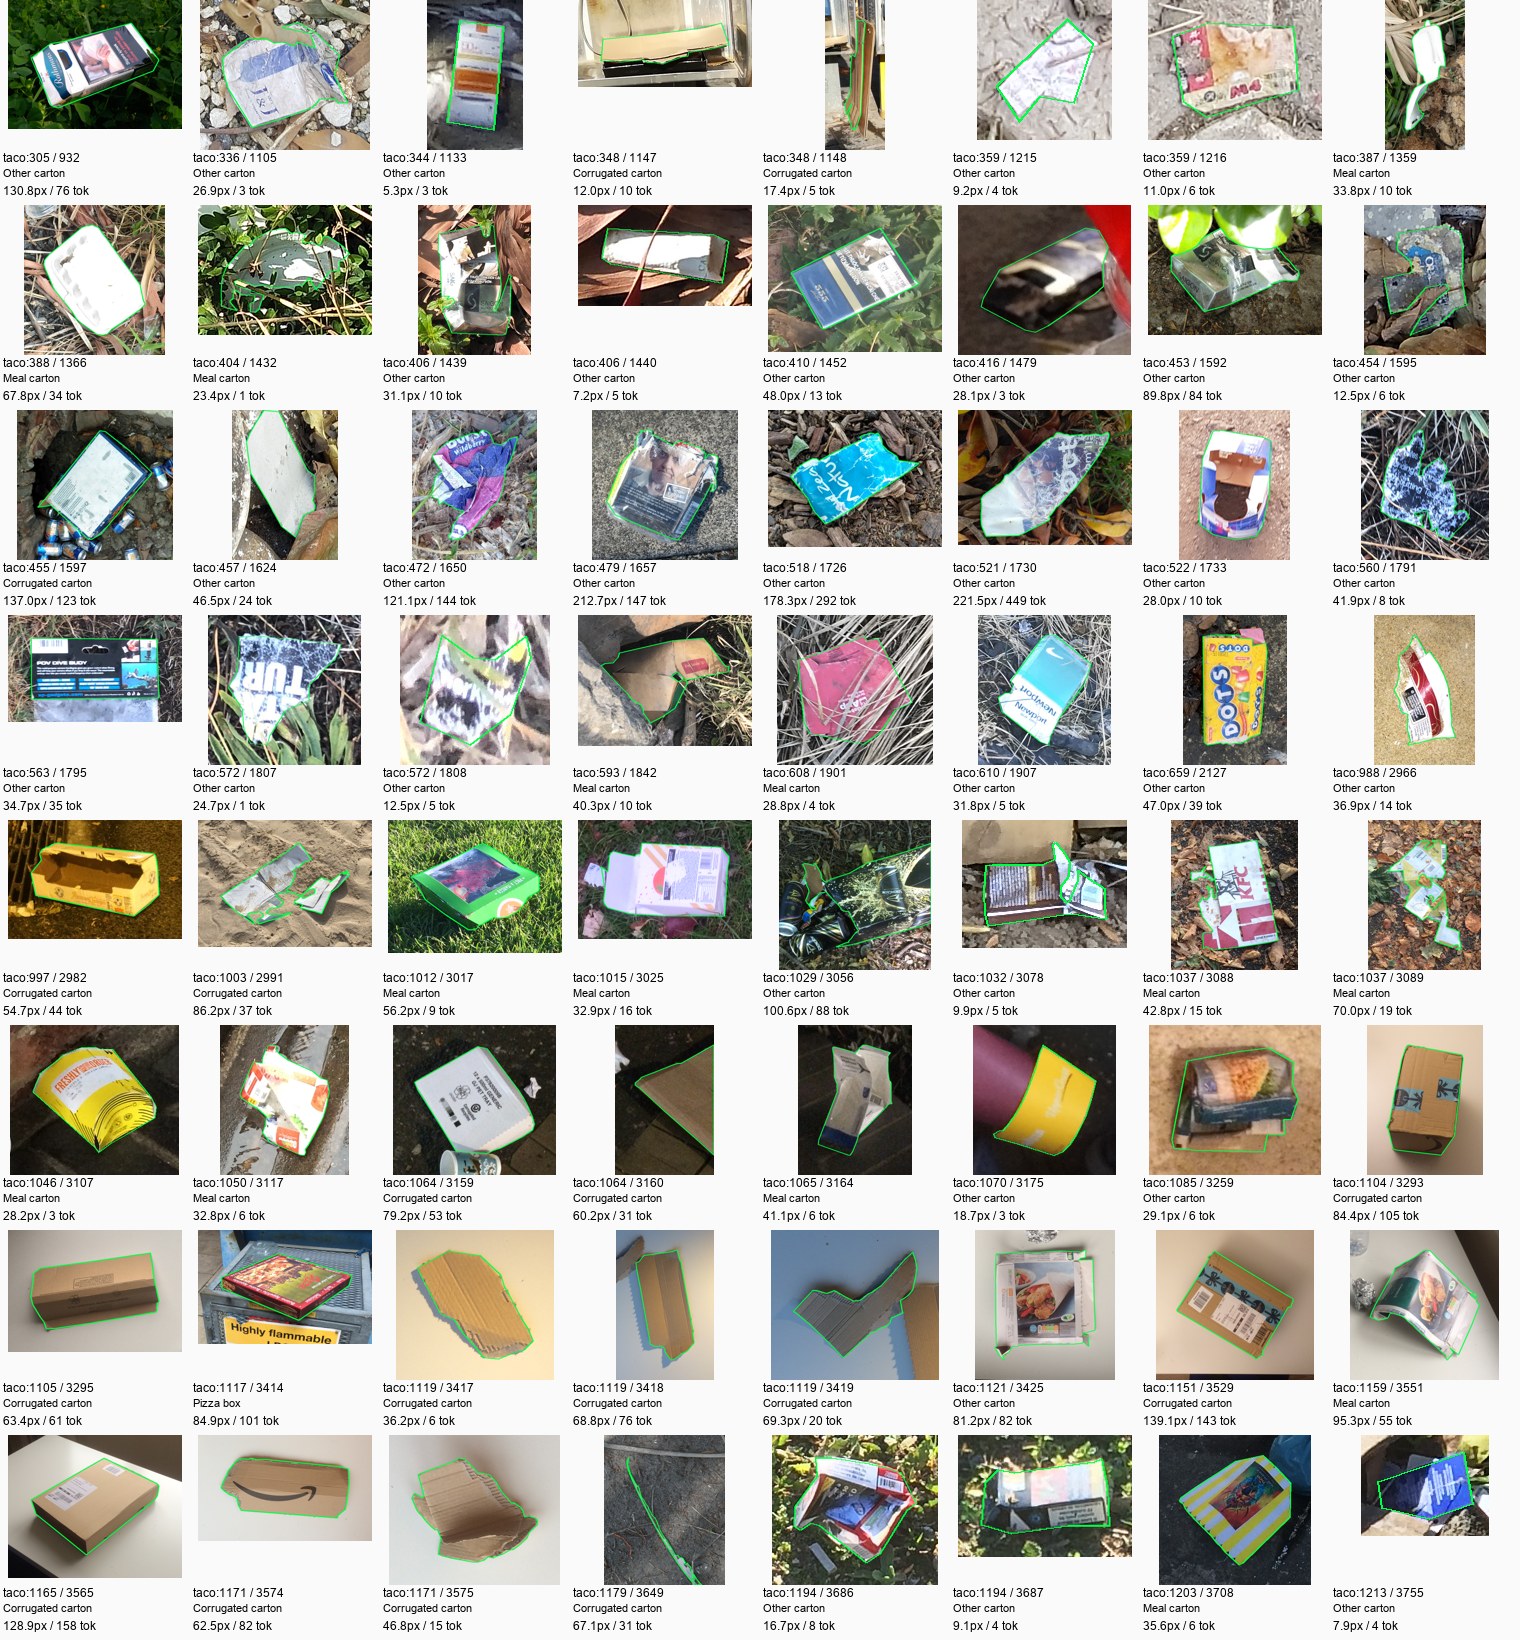 taco:305 / 932
Other carton
130.8px / 76 tok
taco:336 / 1105
Other carton
26.9px / 3 tok
taco:344 / 1133
Other carton
5.3px / 3 tok
taco:348 / 1147
Corrugated carton
12.0px / 10 tok
taco:348 / 1148
Corrugated carton
17.4px / 5 tok
taco:359 / 1215
Other carton
9.2px / 4 tok
M4
taco:359 / 1216
Other carton
11.0px / 6 tok
taco:387 / 1359
Meal carton
33.8px / 10 tok
taco:388 / 1366
Meal carton
67.8px / 34 tok
taco:404 / 1432
Meal carton
23.4px / 1 tok
taco:406 / 1439
Other carton
31.1px / 10 tok
taco:406 / 1440
Other carton
7.2px / 5 tok
taco:410 / 1452
Other carton
48.0px / 13 tok
taco:416 / 1479
Other carton
28.1px / 3 tok
taco:453 / 1592
Other carton
89.8px / 84 tok
taco:454 / 1595
Other carton
12.5px / 6 tok
taco:455 / 1597
Corrugated carton
137.0px / 123 tok
taco:457 / 1624
Other carton
46.5px / 24 tok
taco:472 / 1650
Other carton
121.1px / 144 tok
taco:479 / 1657
Other carton
212.7px / 147 tok
taco:518 / 1726
Other carton
178.3px / 292 tok
taco:521 / 1730
Other carton
221.5px / 449 tok
taco:522 / 1733
Other carton
28.0px / 10 tok
taco:560 / 1791
Other carton
41.9px / 8 tok
taco:563 / 1795
Other carton
34.7px / 35 tok
TUR
taco:572 / 1807
Other carton
24.7px / 1 tok
taco:572 / 1808
Other carton
12.5px / 5 tok
taco:593 / 1842
Meal carton
40.3px / 10 tok
taco:608 / 1901
Meal carton
28.8px / 4 tok
Newport
Newport
taco:610 / 1907
Other carton
31.8px / 5 tok
DOTS
DOTS
taco:659 / 2127
Other carton
47.0px / 39 tok
taco:988 / 2966
Other carton
36.9px / 14 tok
taco:997 / 2982
Corrugated carton
54.7px / 44 tok
taco:1003 / 2991
Corrugated carton
86.2px / 37 tok
taco:1012 / 3017
Meal carton
56.2px / 9 tok
taco:1015 / 3025
Meal carton
32.9px / 16 tok
taco:1029 / 3056
Other carton
100.6px / 88 tok
taco:1032 / 3078
Other carton
9.9px / 5 tok
KFC
taco:1037 / 3088
Meal carton
42.8px / 15 tok
taco:1037 / 3089
Meal carton
70.0px / 19 tok
taco:1046 / 3107
Meal carton
28.2px / 3 tok
taco:1050 / 3117
Meal carton
32.8px / 6 tok
taco:1064 / 3159
Corrugated carton
79.2px / 53 tok
taco:1064 / 3160
Corrugated carton
60.2px / 31 tok
taco:1065 / 3164
Meal carton
41.1px / 6 tok
taco:1070 / 3175
Other carton
18.7px / 3 tok
taco:1085 / 3259
Other carton
29.1px / 6 tok
taco:1104 / 3293
Corrugated carton
84.4px / 105 tok
taco:1105 / 3295
Corrugated carton
63.4px / 61 tok
Highly flammable
taco:1117 / 3414
Pizza box
84.9px / 101 tok
taco:1119 / 3417
Corrugated carton
36.2px / 6 tok
taco:1119 / 3418
Corrugated carton
68.8px / 76 tok
taco:1119 / 3419
Corrugated carton
69.3px / 20 tok
taco:1121 / 3425
Other carton
81.2px / 82 tok
taco:1151 / 3529
Corrugated carton
139.1px / 143 tok
taco:1159 / 3551
Meal carton
95.3px / 55 tok
taco:1165 / 3565
Corrugated carton
128.9px / 158 tok
taco:1171 / 3574
Corrugated carton
62.5px / 82 tok
taco:1171 / 3575
Corrugated carton
46.8px / 15 tok
taco:1179 / 3649
Corrugated carton
67.1px / 31 tok
taco:1194 / 3686
Other carton
16.7px / 8 tok
taco:1194 / 3687
Other carton
9.1px / 4 tok
taco:1203 / 3708
Meal carton
35.6px / 6 tok
taco:1213 / 3755
Other carton
7.9px / 4 tok